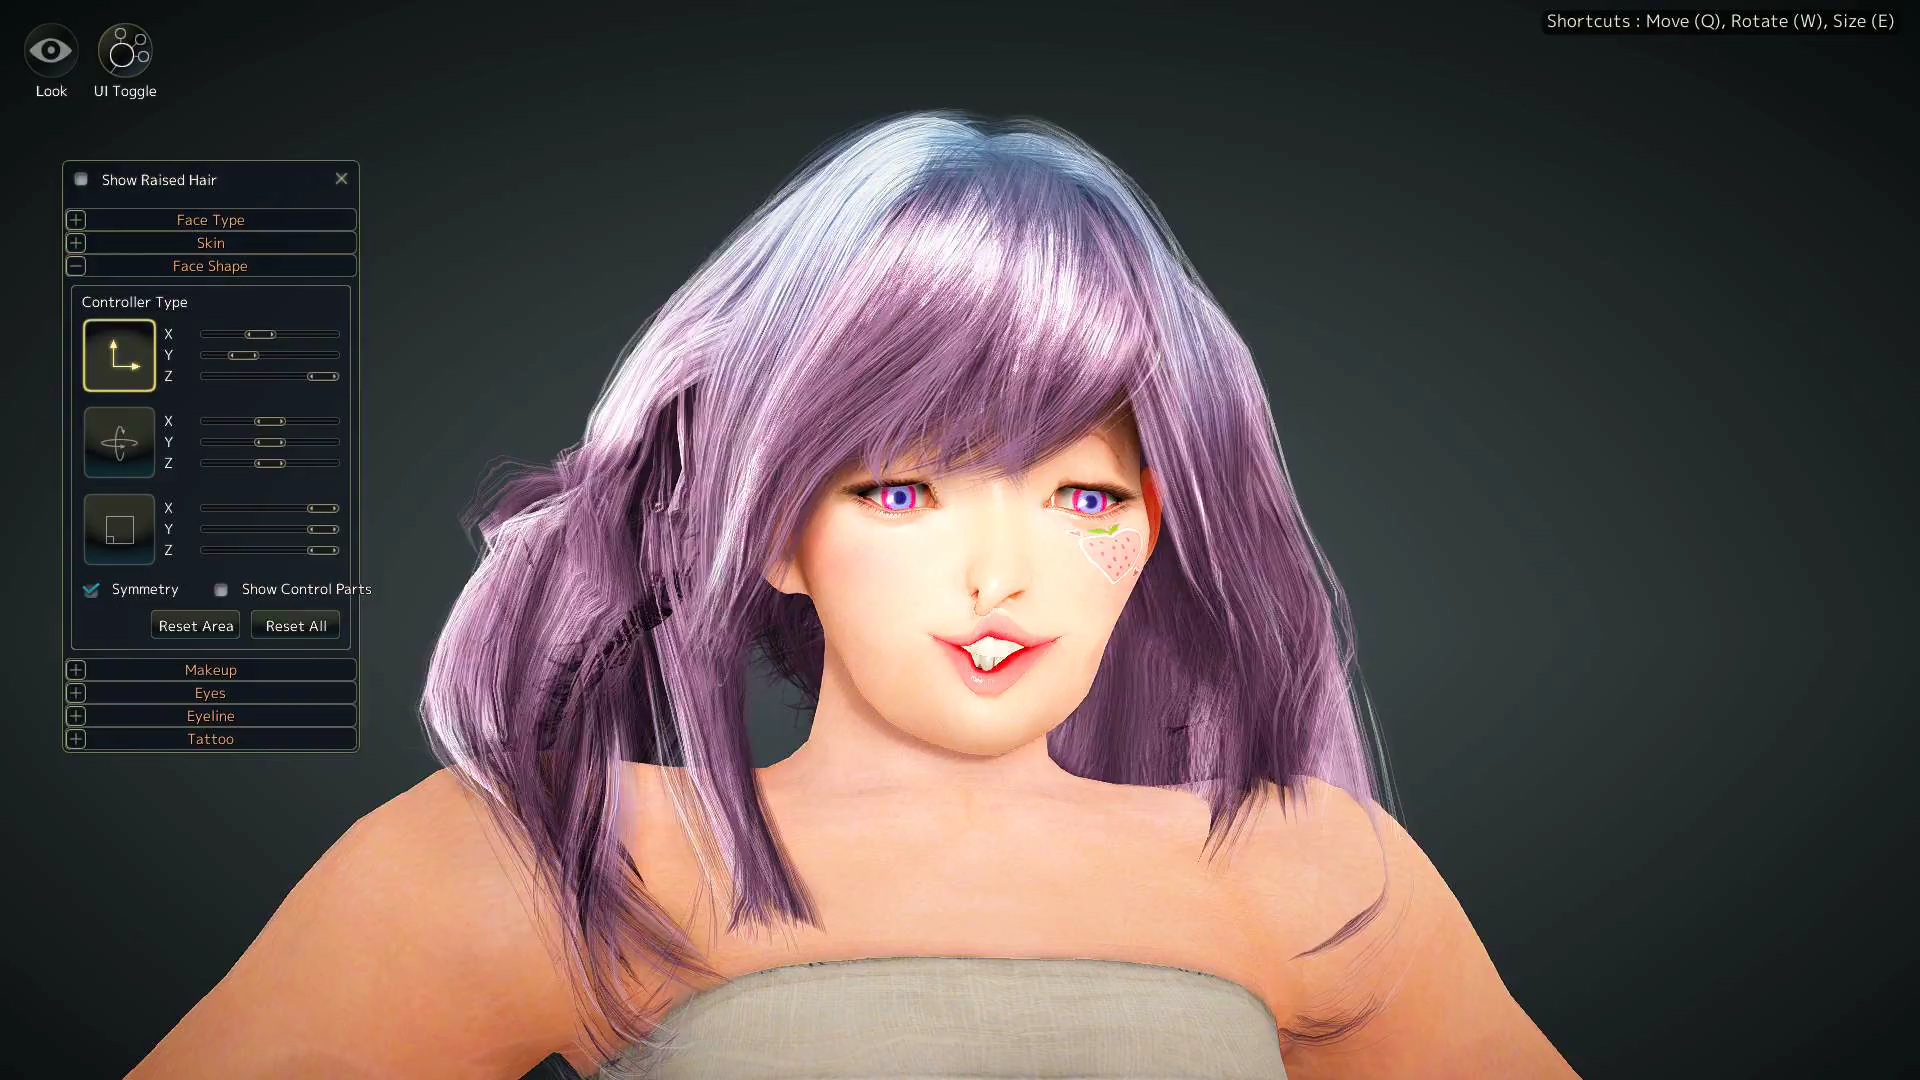 Shortcuts : Move (Q), Rotate (W), Size (E)
Look
UI Toggle
Show Raised Hair
Face Type
Skin
Face Shape
Controller Type
X
Y
Z
X
Y
Z
X
Y
Z
Symmetry
Show Control Parts
Reset Area
Reset All
Makeup
Eyes
Eyeline
Tattoo